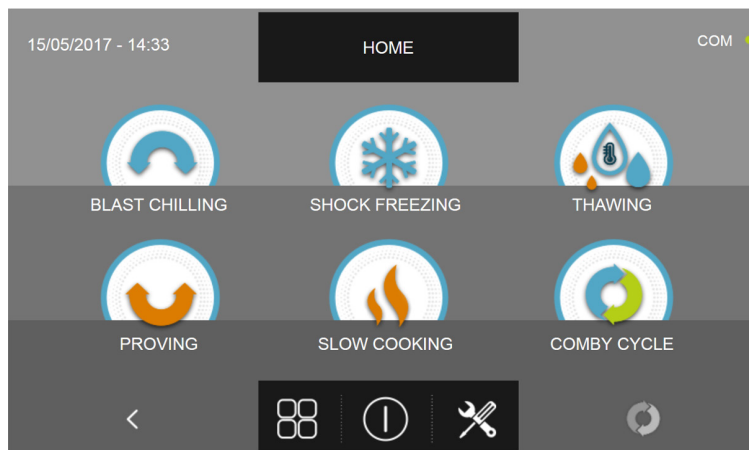 15/05/2017 - 14:33
HOME
COM
BLAST CHILLING
SHOCK FREEZING
THAWING
PROVING
SLOW COOKING
COMBY CYCLE